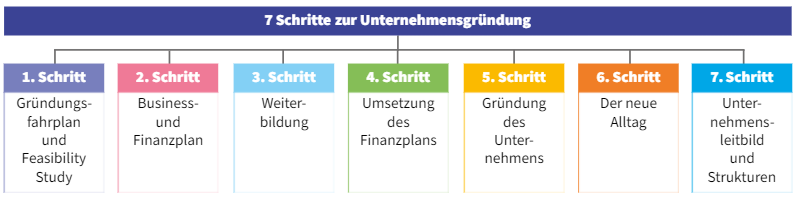 7 Schritte zur Unternehmensgründung
1. Schritt
Gründungs-
fahrplan
und
Feasibility
Study
2. Schritt
Business-
und
Finanzplan
3. Schritt
Weiter-
bildung
4. Schritt
Umsetzung
des
Finanzplans
5. Schritt
Gründung
des
Unter-
nehmens
6. Schritt
Der neue
Alltag
7. Schritt
Unter-
nehmens-
leitbild
und
Strukturen